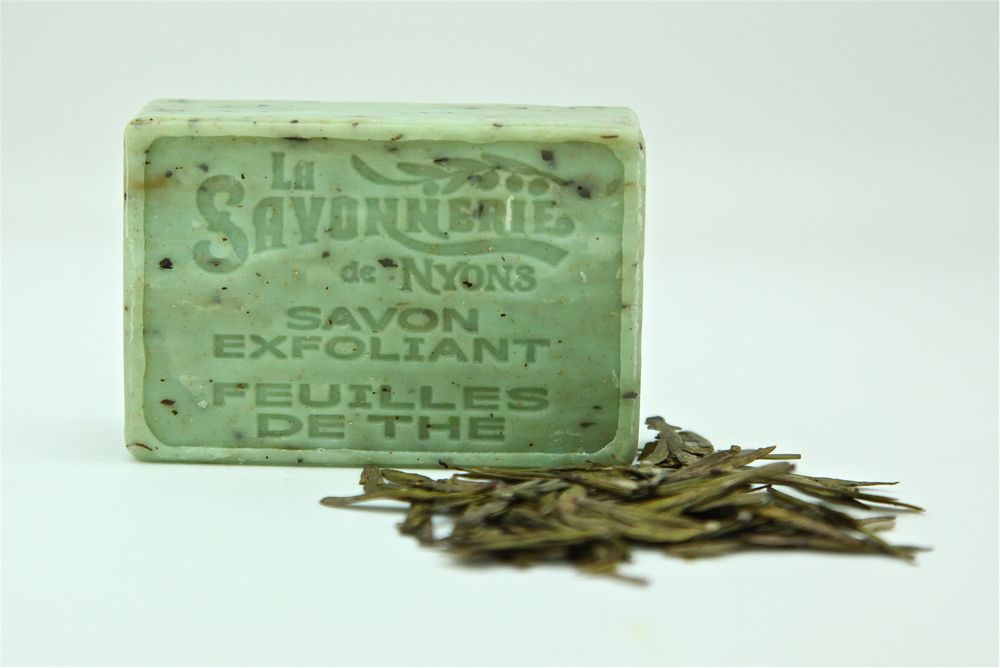 La
Savonnerie
de Nyons
SAVON
EXFOLIANT
FEUILLES
DE THE